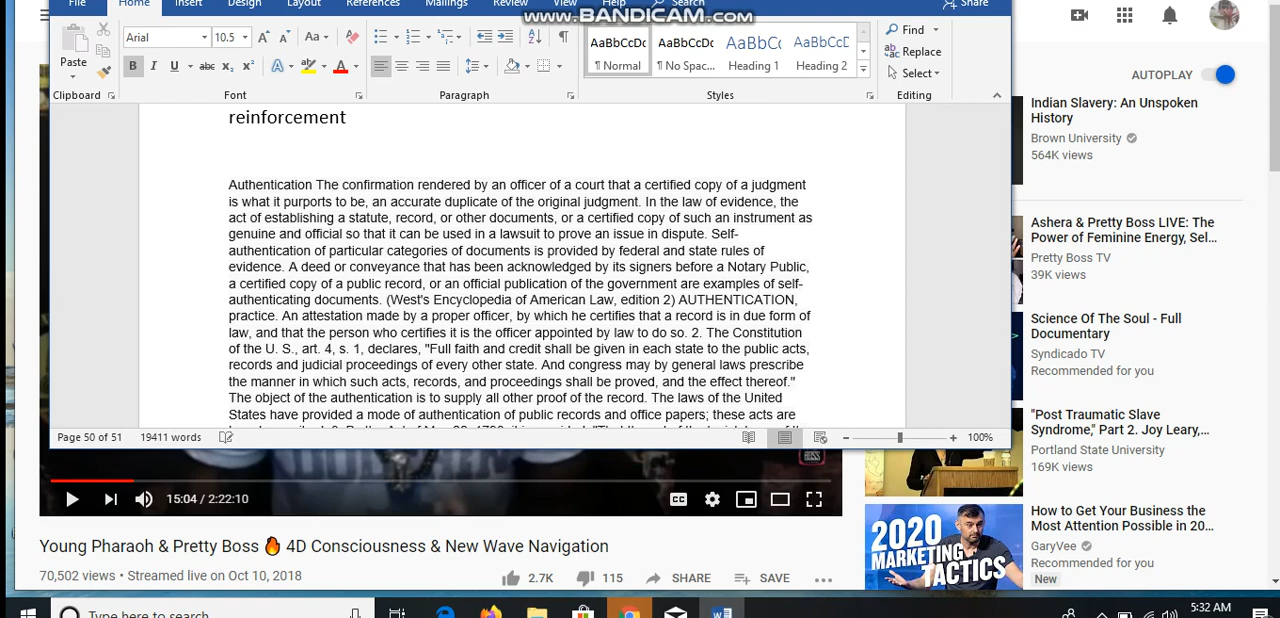 File Home Insert Design Layout References Mailings Review View Help Search Share
www.BANDICAM.com
Arial 10.5 Aa
Paste
B I U abc x₂ x² A A
AaBbCcDc AaBbCcDc AaBbCc AaBbCcD
¶ Normal ¶ No Spac... Heading 1 Heading 2
Find
Replace
Select
Clipboard Font Paragraph Styles Editing
reinforcement
Authentication The confirmation rendered by an officer of a court that a certified copy of a judgment
is what it purports to be, an accurate duplicate of the original judgment. In the law of evidence, the
act of establishing a statute, record, or other documents, or a certified copy of such an instrument as
genuine and official so that it can be used in a lawsuit to prove an issue in dispute. Self-
authentication of particular categories of documents is provided by federal and state rules of
evidence. A deed or conveyance that has been acknowledged by its signers before a Notary Public,
a certified copy of a public record, or an official publication of the government are examples of self-
authenticating documents. (West's Encyclopedia of American Law, edition 2) AUTHENTICATION,
practice. An attestation made by a proper officer, by which he certifies that a record is in due form of
law, and that the person who certifies it is the officer appointed by law to do so. 2. The Constitution
of the U. S., art. 4, s. 1, declares, "Full faith and credit shall be given in each state to the public acts,
records and judicial proceedings of every other state. And congress may by general laws prescribe
the manner in which such acts, records, and proceedings shall be proved, and the effect thereof."
The object of the authentication is to supply all other proof of the record. The laws of the United
States have provided a mode of authentication of public records and office papers; these acts are
Page 50 of 51 19411 words 100%
15:04 / 2:22:10
CC
Young Pharaoh & Pretty Boss 🔥 4D Consciousness & New Wave Navigation
70,502 views • Streamed live on Oct 10, 2018
2.7K 115 SHARE SAVE
AUTOPLAY
Indian Slavery: An Unspoken
History
Brown University
564K views
Ashera & Pretty Boss LIVE: The
Power of Feminine Energy, Sel...
Pretty Boss TV
39K views
Science Of The Soul - Full
Documentary
Syndicado TV
Recommended for you
"Post Traumatic Slave
Syndrome," Part 2. Joy Leary,...
Portland State University
169K views
2020
MARKETING
TACTICS
How to Get Your Business the
Most Attention Possible in 20...
GaryVee
Recommended for you
New
Type here to search
5:32 AM